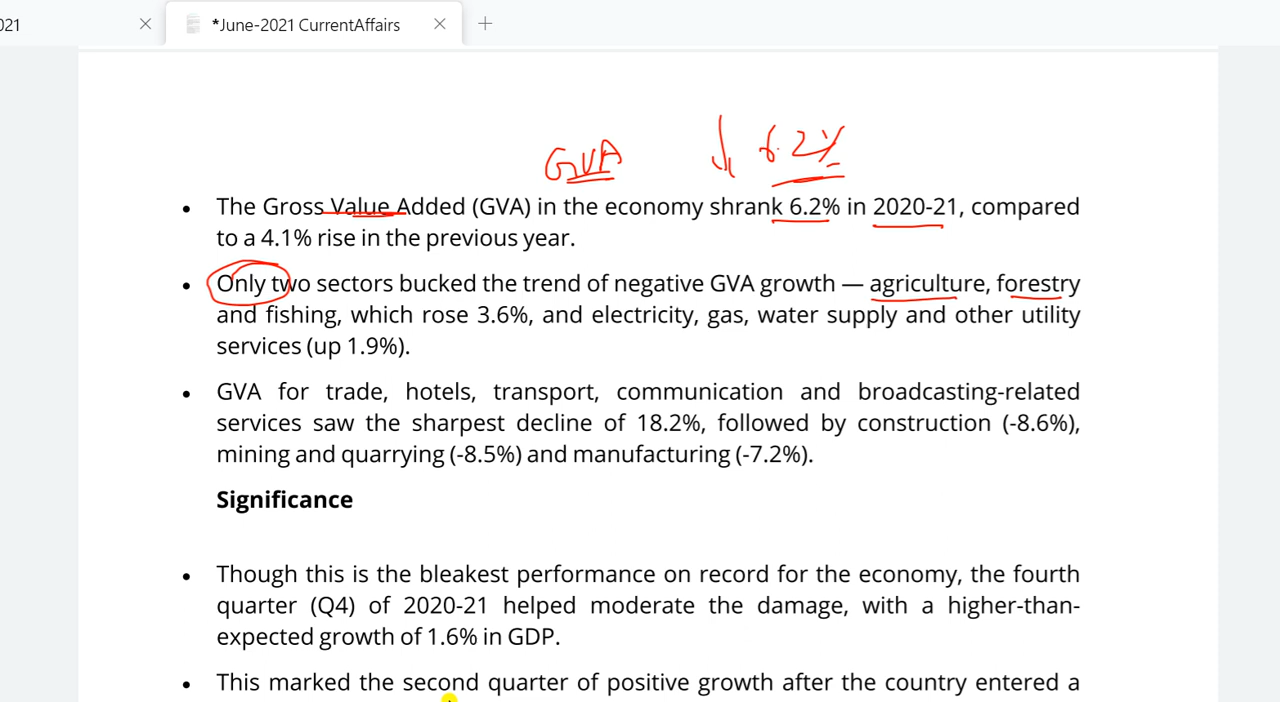 021
*June-2021 CurrentAffairs
GVA 6.2%
• The Gross Value Added (GVA) in the economy shrank 6.2% in 2020-21, compared
to a 4.1% rise in the previous year.
• Only two sectors bucked the trend of negative GVA growth — agriculture, forestry
and fishing, which rose 3.6%, and electricity, gas, water supply and other utility
services (up 1.9%).
• GVA for trade, hotels, transport, communication and broadcasting-related
services saw the sharpest decline of 18.2%, followed by construction (-8.6%),
mining and quarrying (-8.5%) and manufacturing (-7.2%).
Significance
• Though this is the bleakest performance on record for the economy, the fourth
quarter (Q4) of 2020-21 helped moderate the damage, with a higher-than-
expected growth of 1.6% in GDP.
• This marked the second quarter of positive growth after the country entered a